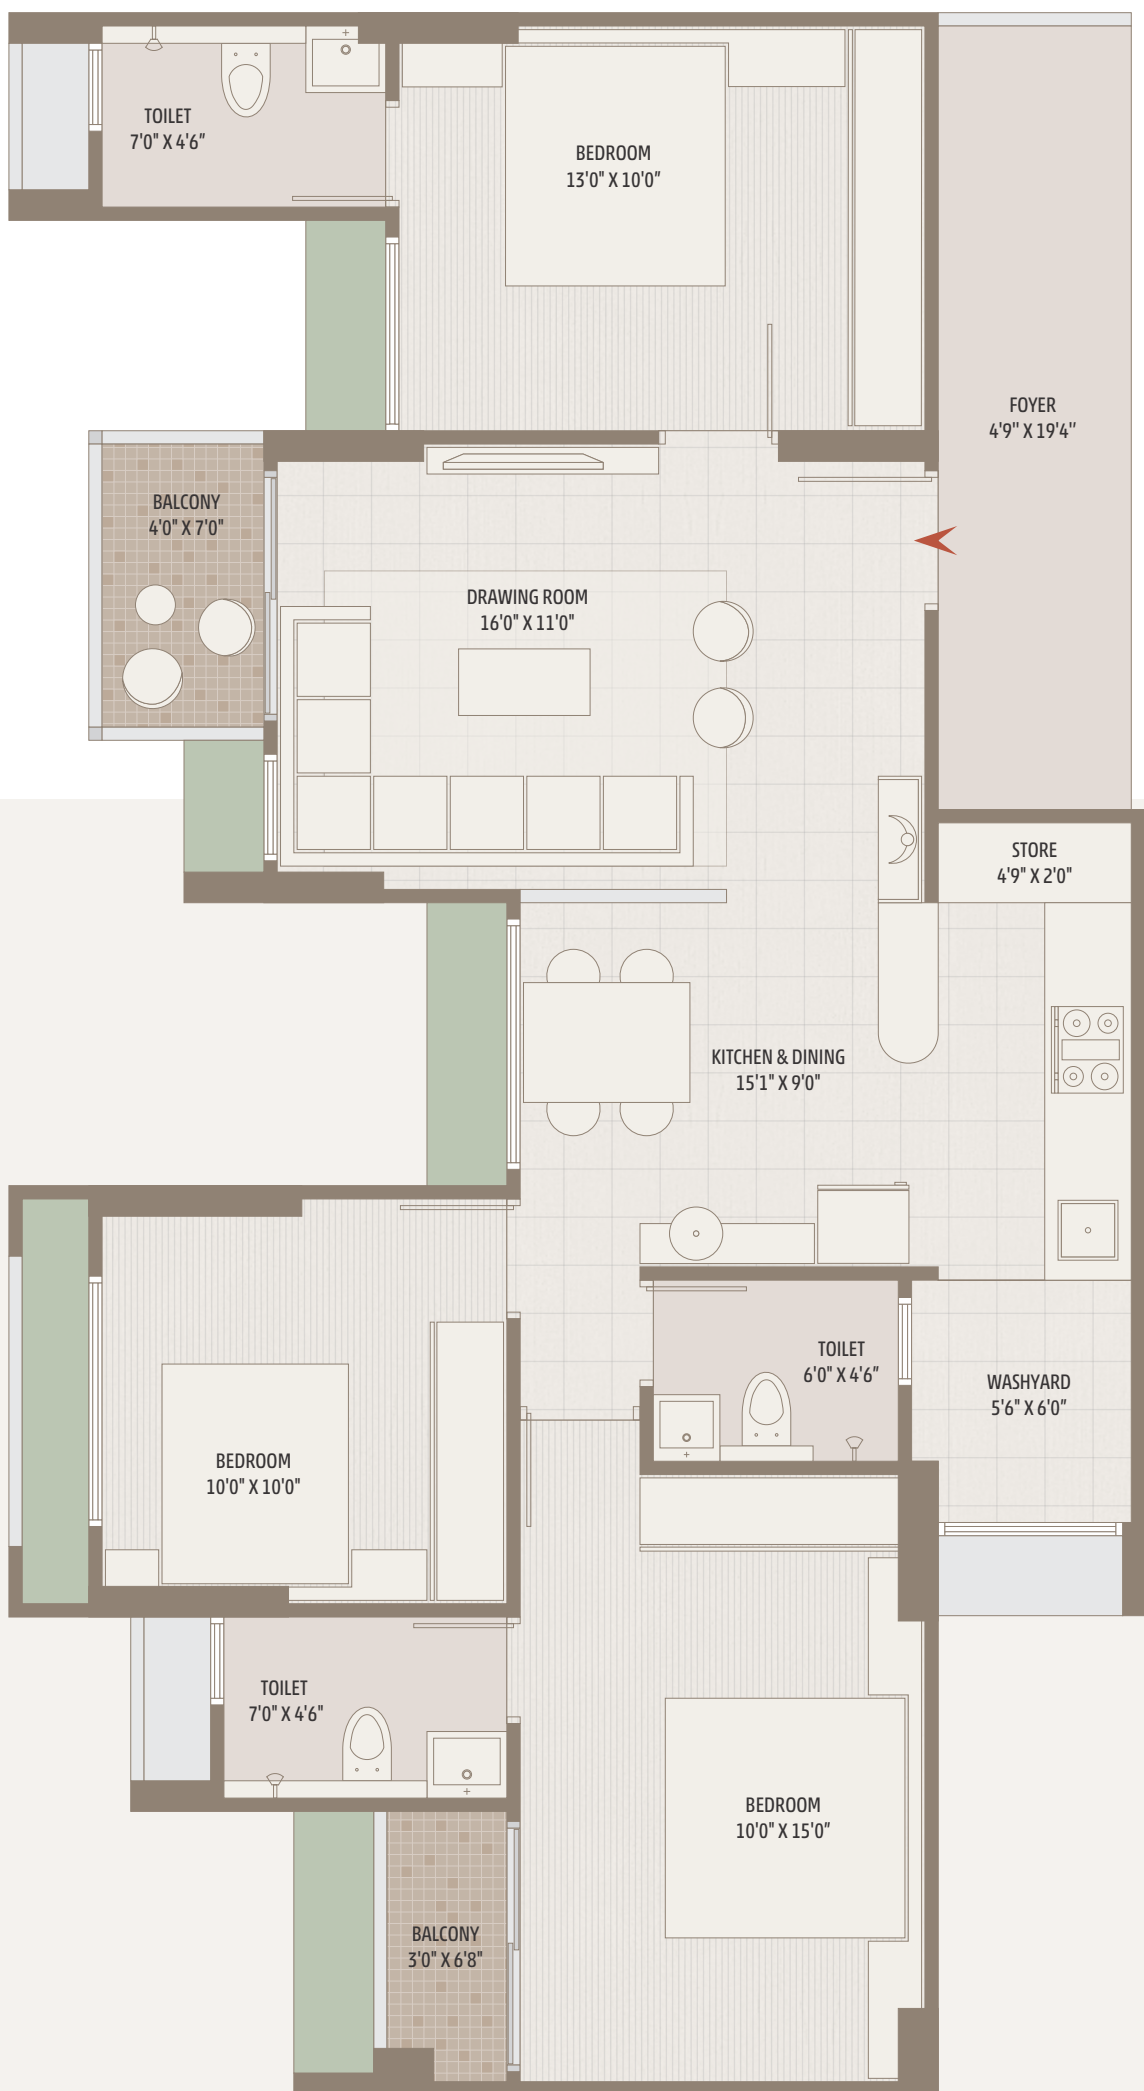 TOILET
7'0" X 4'6"
BEDROOM
13'0" X 10'0"
FOYER
4'9" X 19'4"
BALCONY
4'0" X 7'0"
DRAWING ROOM
16'0" X 11'0"
STORE
4'9" X 2'0"
KITCHEN & DINING
15'1" X 9'0"
TOILET
6'0" X 4'6"
WASHYARD
5'6" X 6'0"
BEDROOM
10'0" X 10'0"
TOILET
7'0" X 4'6"
BEDROOM
10'0" X 15'0"
BALCONY
3'0" X 6'8"